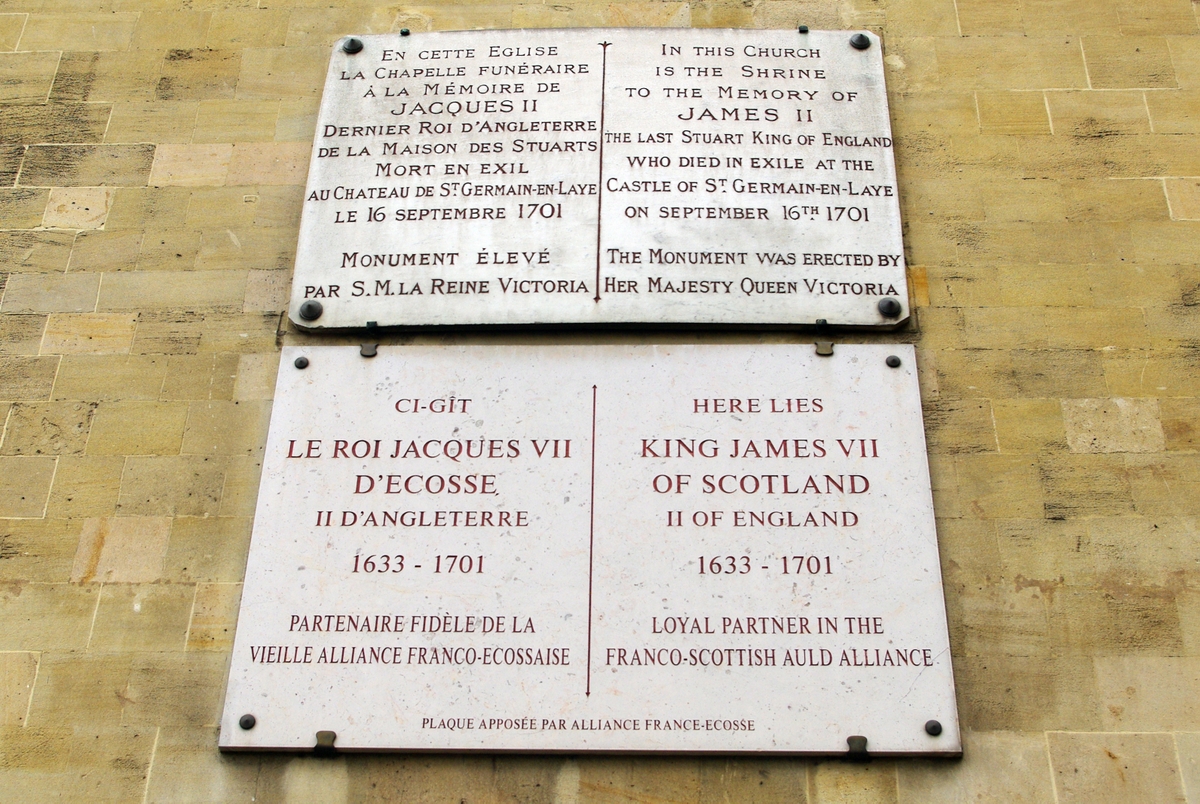 En cette Eglise
la Chapelle funéraire
à la Mémoire de
JACQUES II
Dernier Roi d'Angleterre
de la Maison des Stuarts
Mort en exil
au Chateau de St. Germain-en-Laye
le 16 septembre 1701
Monument élevé
par S.M. la Reine Victoria
In this Church
is the Shrine
to the Memory of
JAMES II
the last Stuart King of England
who died in exile at the
Castle of St. Germain-en-Laye
on september 16th 1701
The Monument was erected by
Her Majesty Queen Victoria
CI-GÎT
LE ROI JACQUES VII
D'ECOSSE
II D'ANGLETERRE
1633 - 1701
PARTENAIRE FIDÈLE DE LA
VIEILLE ALLIANCE FRANCO-ECOSSAISE
HERE LIES
KING JAMES VII
OF SCOTLAND
II OF ENGLAND
1633 - 1701
LOYAL PARTNER IN THE
FRANCO-SCOTTISH AULD ALLIANCE
PLAQUE APPOSÉE PAR ALLIANCE FRANCE-ECOSSE